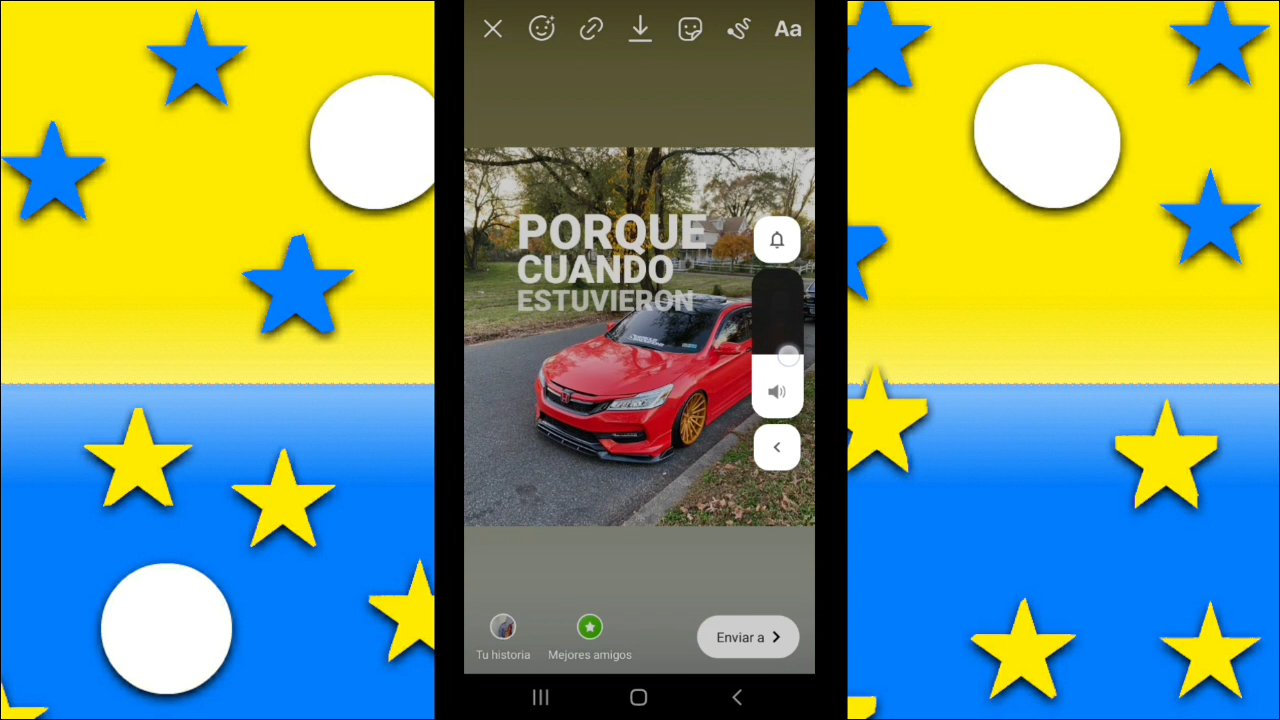 Aa
PORQUE
CUANDO
ESTUVIERON
Tu historia
Mejores amigos
Enviar a